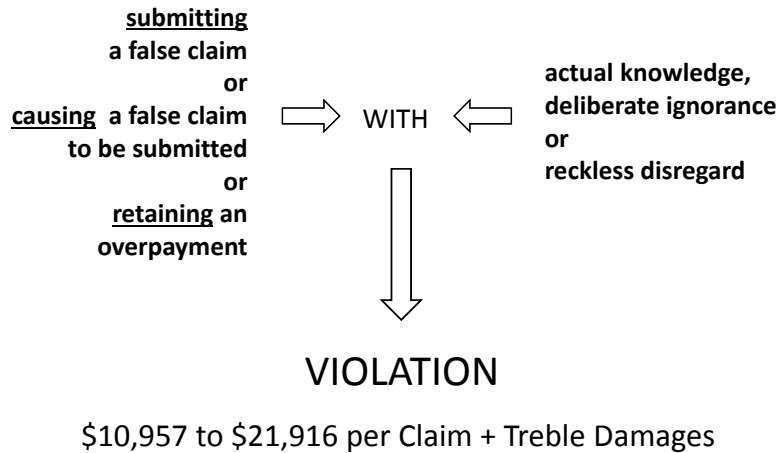 submitting
a false claim
or
causing a false claim
to be submitted
or
retaining an
overpayment
WITH
actual knowledge,
deliberate ignorance
or
reckless disregard
VIOLATION
$10,957 to $21,916 per Claim + Treble Damages